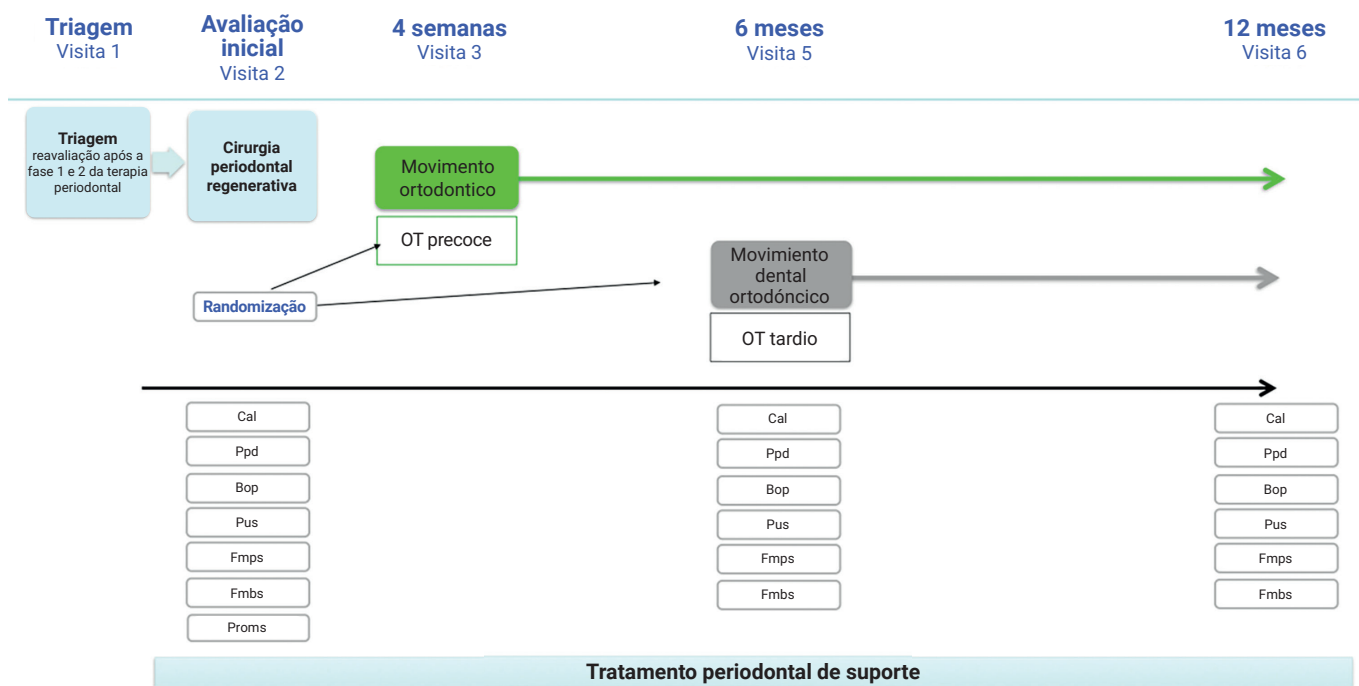 Triagem
Visita 1
Avaliação
inicial
Visita 2
4 semanas
Visita 3
6 meses
Visita 5
12 meses
Visita 6
Triagem
reavaliação após a
fase 1 e 2 da terapia
periodontal
Cirurgia
periodontal
regenerativa
Movimento
ortodontico
OT precoce
Randomização
Movimiento
dental
ortodóncico
OT tardio
Cal
Ppd
Bop
Pus
Fmps
Fmbs
Proms
Cal
Ppd
Bop
Pus
Fmps
Fmbs
Cal
Ppd
Bop
Pus
Fmps
Fmbs
Tratamento periodontal de suporte